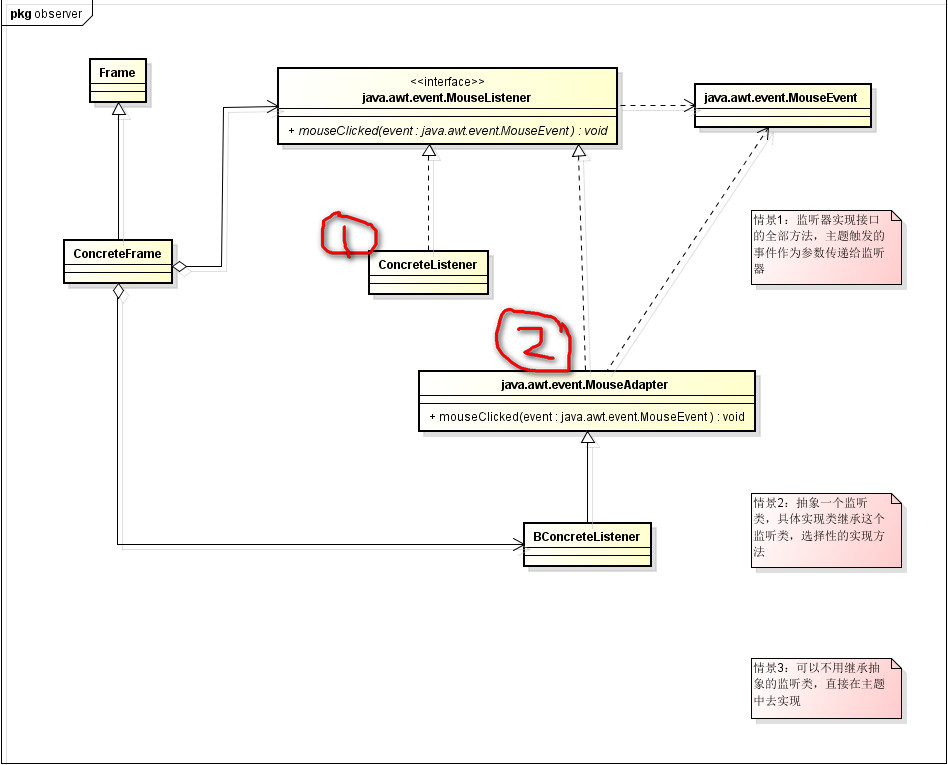 pkg observer
Frame
<<interface>>
java.awt.event.MouseListener
+ mouseClicked(event : java.awt.event.MouseEvent) : void
java.awt.event.MouseEvent
情景1：监听器实现接口
的全部方法，主题触发的
事件作为参数传递给监听
器
1
ConcreteFrame
ConcreteListener
2
java.awt.event.MouseAdapter
+ mouseClicked(event : java.awt.event.MouseEvent) : void
情景2：抽象一个监听
类，具体实现类继承这个
监听类，选择性的实现方
法
BConcreteListener
情景3：可以不用继承抽
象的监听类，直接在主题
中去实现